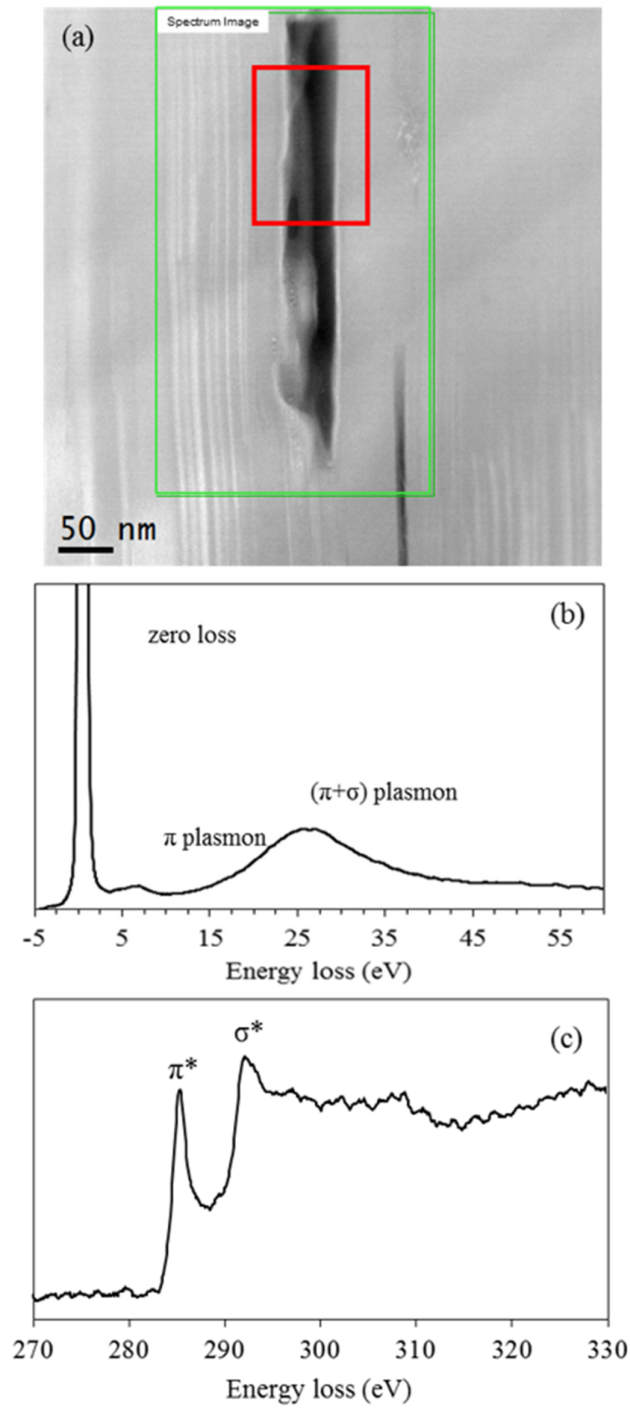 (a)
Spectrum Image
50 nm
(b)
zero loss
(π+σ) plasmon
π plasmon
-5 5 15 25 35 45 55
Energy loss (eV)
(c)
σ*
π*
270 280 290 300 310 320 330
Energy loss (eV)